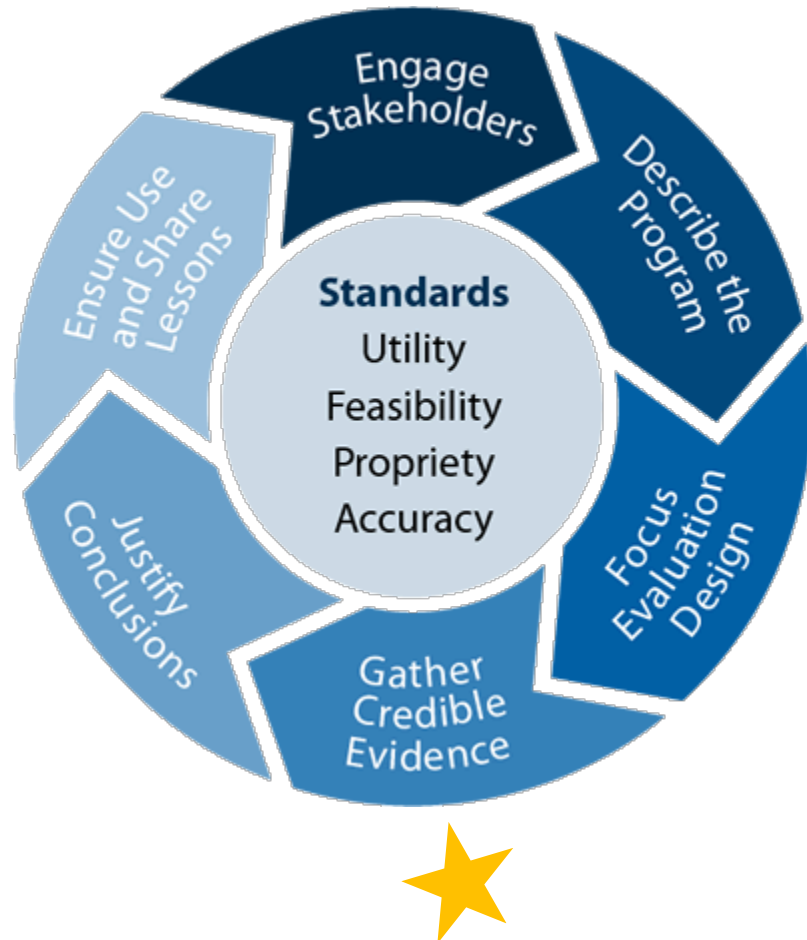 Engage
Stakeholders
Describe the
Program
Focus
Evaluation
Design
Gather
Credible
Evidence
Justify
Conclusions
Ensure Use
and Share
Lessons
Standards
Utility
Feasibility
Propriety
Accuracy